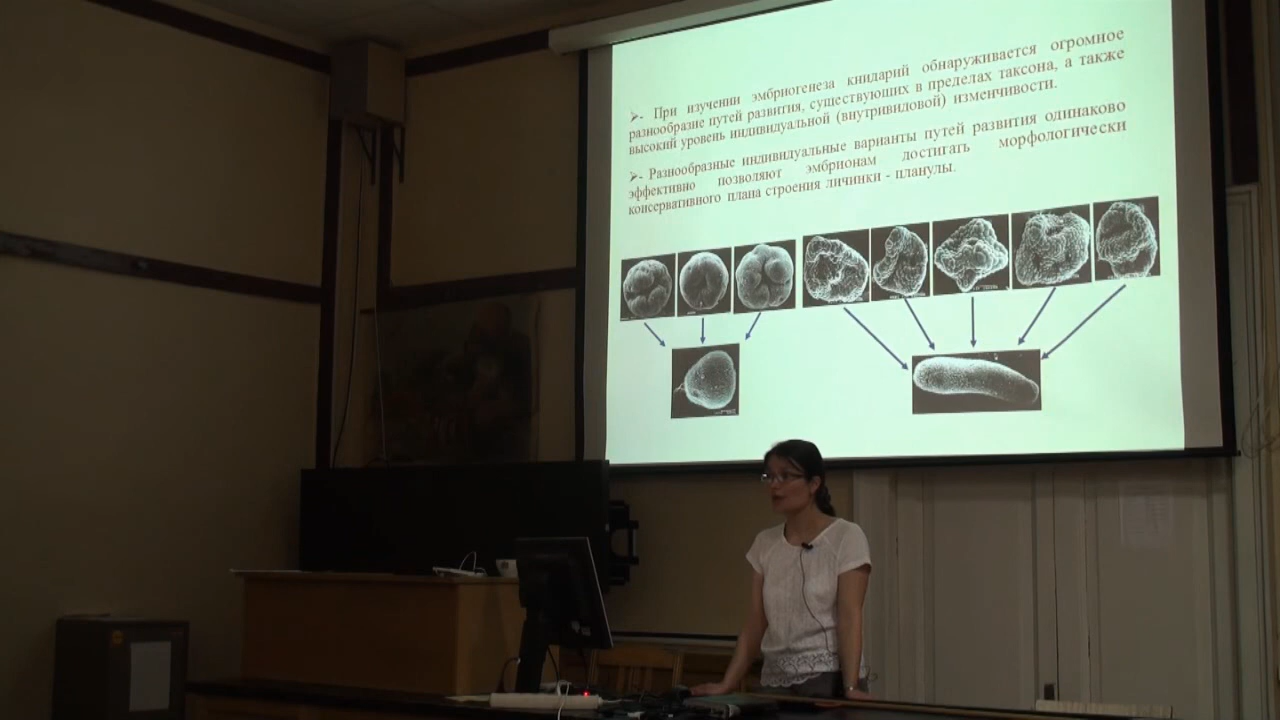 ➢- При изучении эмбриогенеза книдарий обнаруживается огромное
разнообразие путей развития, существующих в пределах таксона, а также
высокий уровень индивидуальной (внутривидовой) изменчивости.
➢- Разнообразные индивидуальные варианты путей развития одинаково
эффективно позволяют эмбрионам достигать морфологически
консервативного плана строения личинки - планулы.